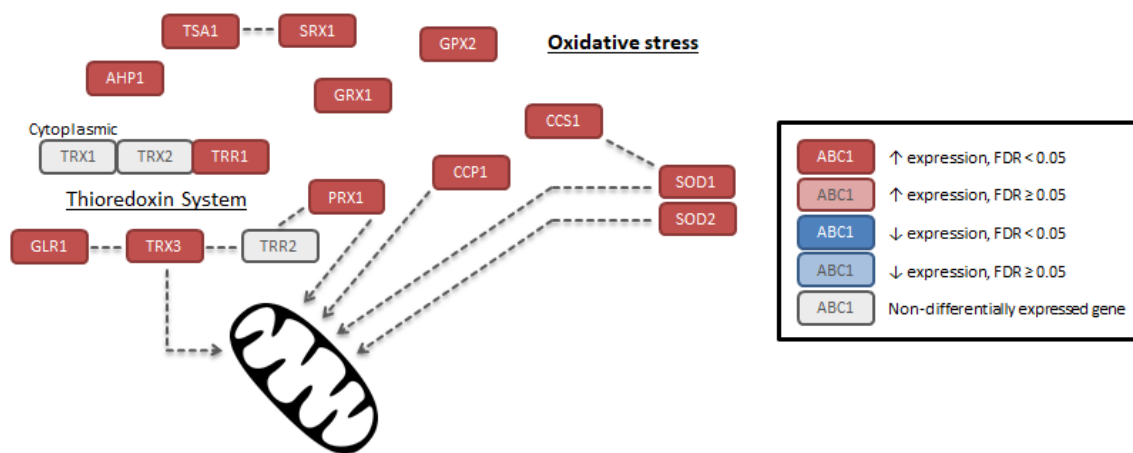 TSA1 SRX1
GPX2
Oxidative stress
AHP1
GRX1
CCS1
Cytoplasmic
TRX1 TRX2 TRR1
CCP1
SOD1
Thioredoxin System
PRX1
SOD2
GLR1 TRX3 TRR2
ABC1 ↑ expression, FDR < 0.05
ABC1 ↑ expression, FDR ≥ 0.05
ABC1 ↓ expression, FDR < 0.05
ABC1 ↓ expression, FDR ≥ 0.05
ABC1 Non-differentially expressed gene